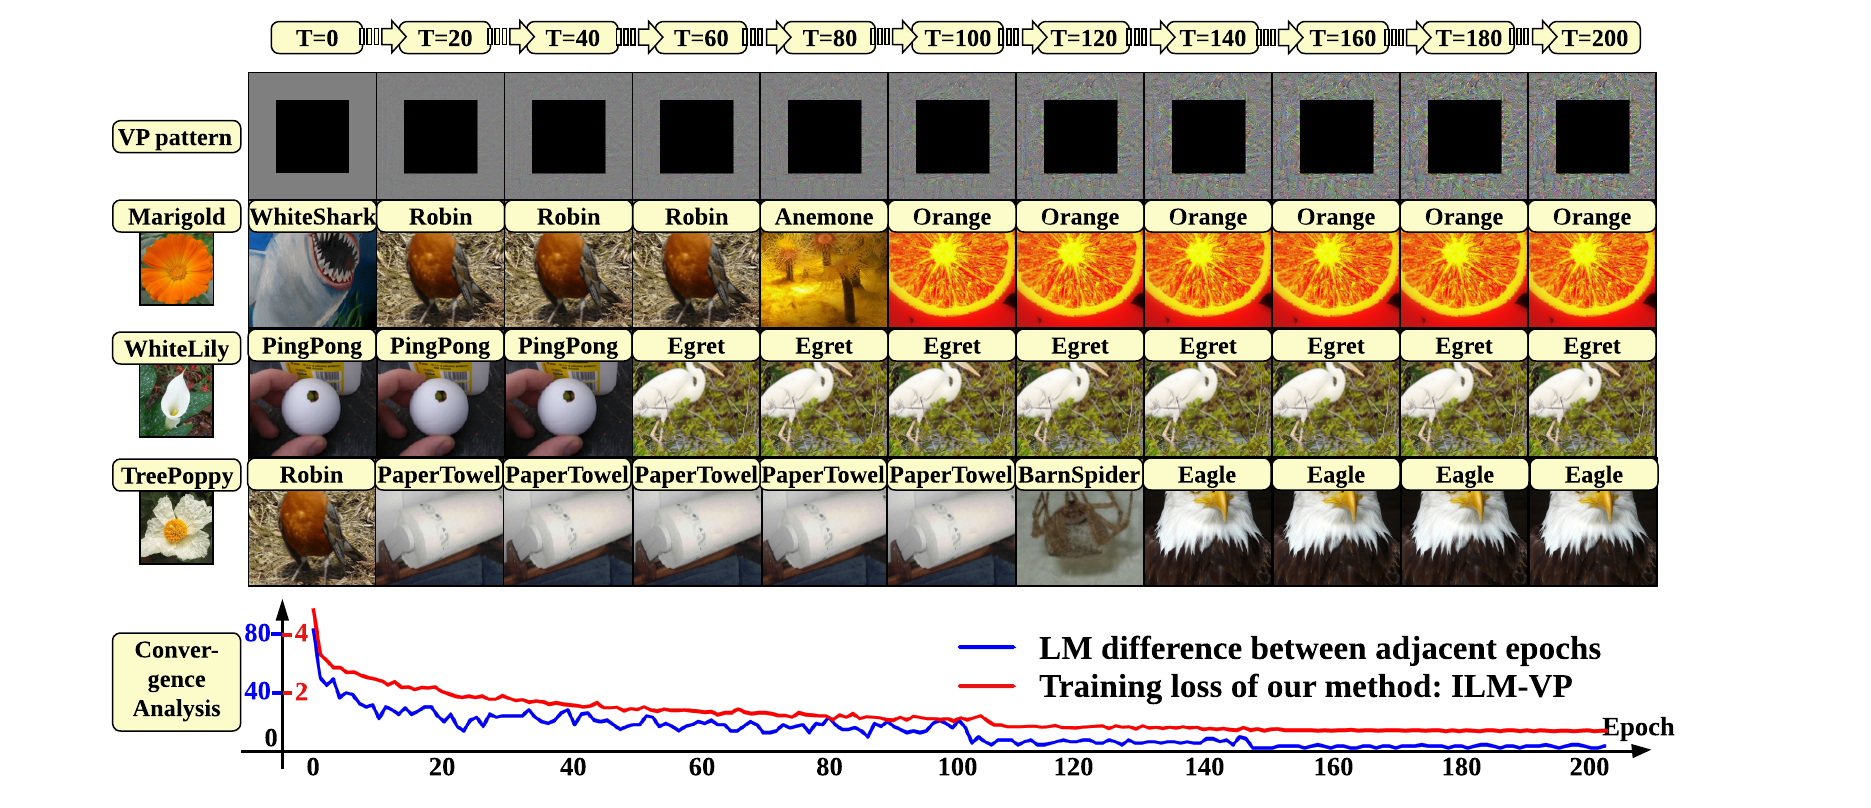 T=0 T=20 T=40 T=60 T=80 T=100 T=120 T=140 T=160 T=180 T=200
VP pattern
Marigold WhiteShark Robin Robin Robin Anemone Orange Orange Orange Orange Orange Orange
WhiteLily PingPong PingPong PingPong Egret Egret Egret Egret Egret Egret Egret Egret
TreePoppy Robin PaperTowel PaperTowel PaperTowel PaperTowel PaperTowel BarnSpider Eagle Eagle Eagle Eagle
Conver-
gence
Analysis
80 4
40 2
0
LM difference between adjacent epochs
Training loss of our method: ILM-VP
Epoch
0 20 40 60 80 100 120 140 160 180 200